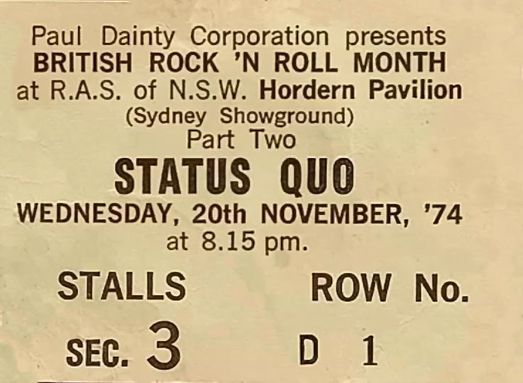 Paul Dainty Corporation presents
BRITISH ROCK 'N ROLL MONTH
at R.A.S. of N.S.W. Hordern Pavilion
(Sydney Showground)
Part Two
STATUS QUO
WEDNESDAY, 20th NOVEMBER, '74
at 8.15 pm.
STALLS ROW No.
SEC. 3 D 1